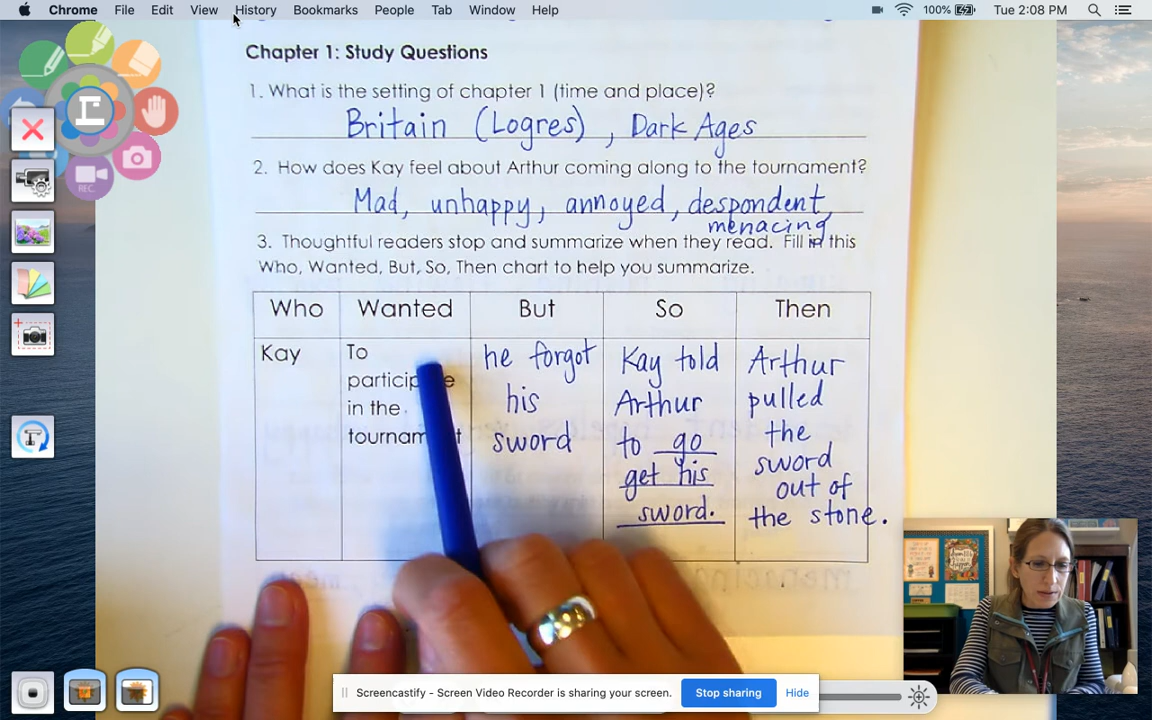 Chrome File Edit View History Bookmarks People Tab Window Help 100% Tue 2:08 PM
Chapter 1: Study Questions
1. What is the setting of chapter 1 (time and place)?
Britain (Logres), Dark Ages
2. How does Kay feel about Arthur coming along to the tournament?
Mad, unhappy, annoyed, despondent,
menacing
3. Thoughtful readers stop and summarize when they read. Fill in this
Who, Wanted, But, So, Then chart to help you summarize.
Who Wanted But So Then
Kay
To
in the
he forgot
his
sword
Kay told
Arthur
to go
get his
sword.
Arthur
pulled
the
sword
out of
the stone.
REC
Screencastify - Screen Video Recorder is sharing your screen. Stop sharing Hide